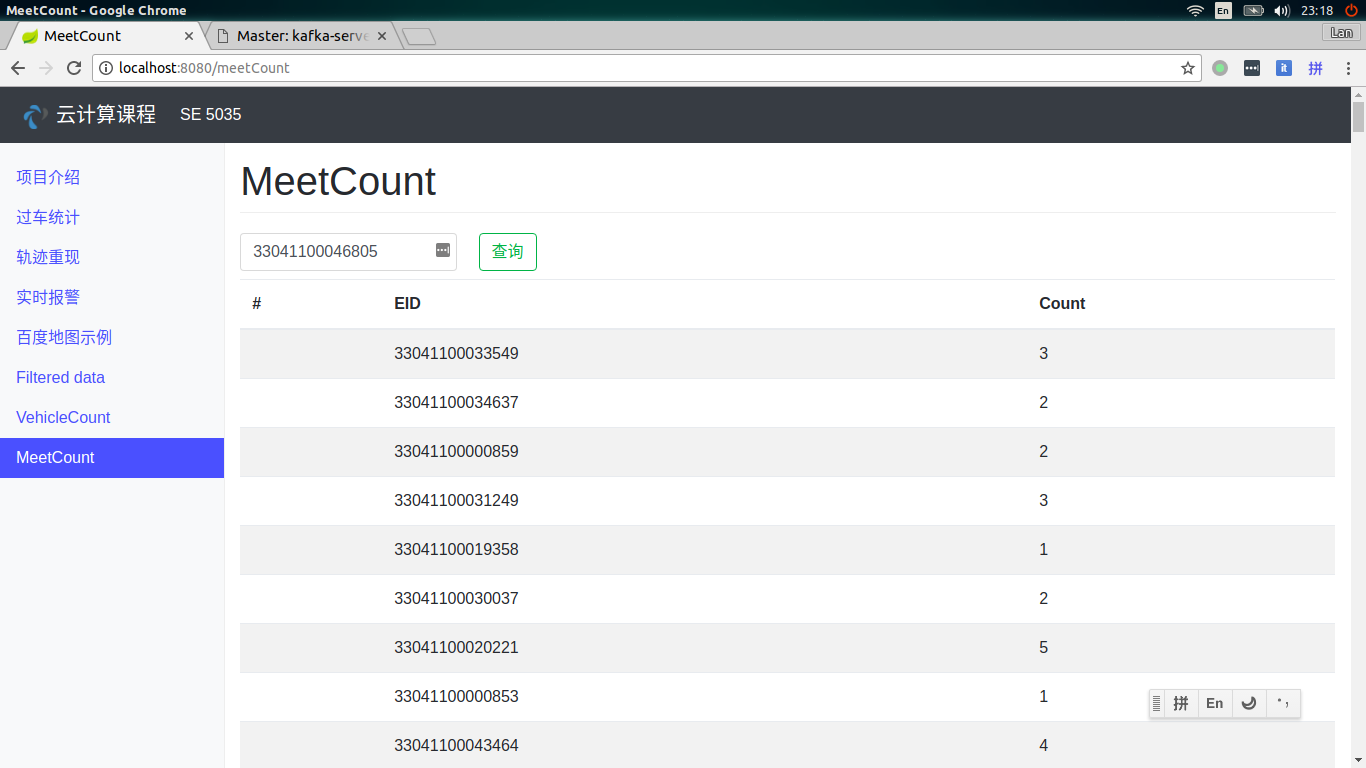 MeetCount - Google Chrome
En
23:18
MeetCount
Master: kafka-serve
Lan
localhost:8080/meetCount
it
拼
云计算课程 SE 5035
项目介绍
过车统计
轨迹重现
实时报警
百度地图示例
Filtered data
VehicleCount
MeetCount
MeetCount
33041100046805
查询
# EID Count
33041100033549 3
33041100034637 2
33041100000859 2
33041100031249 3
33041100019358 1
33041100030037 2
33041100020221 5
33041100000853 1
33041100043464 4
拼 En